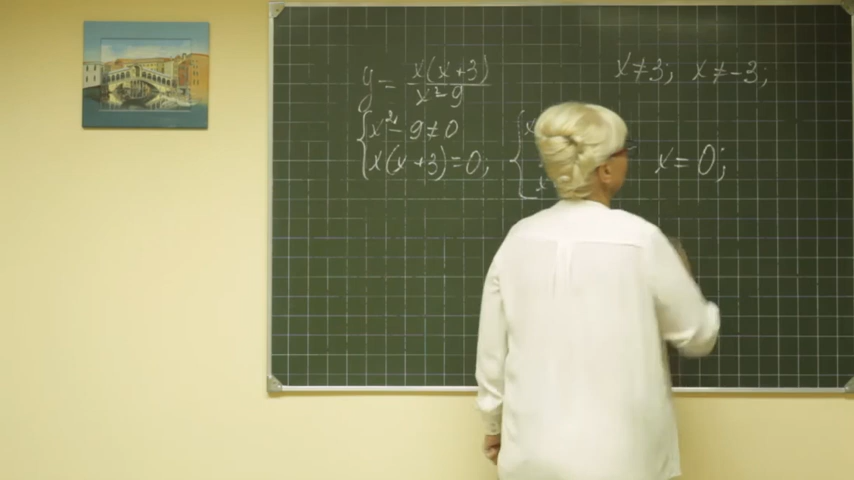 y = x(x+3) / x²-9
x≠3; x≠-3;
{ x²-9≠0
x(x+3)=0;
{ x
x
x=0;